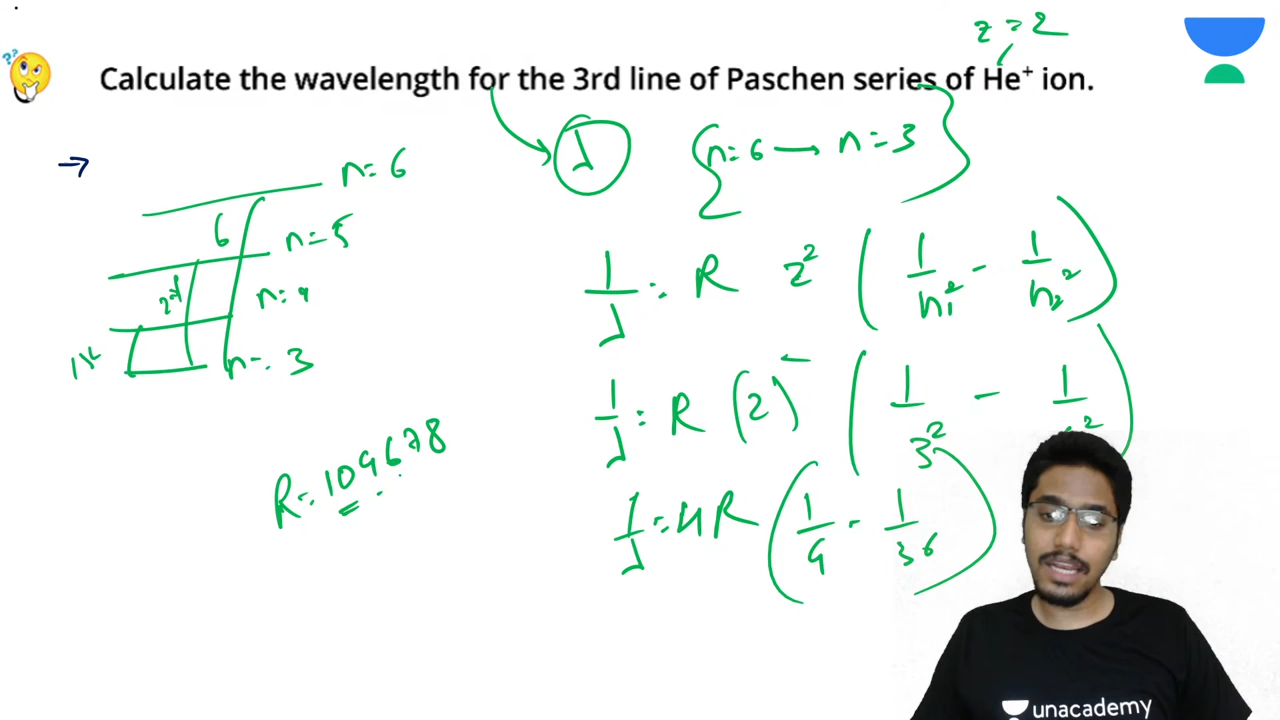 z = 2
Calculate the wavelength for the 3rd line of Paschen series of He⁺ ion.
λ { n=6 → n=3 }
→
n=6
6 n=5
2nd n=4
1st n=3
1/λ = R z² ( 1/n₁² - 1/n₂² )
1/λ = R (2)² ( 1/3² - 1/ ² )
R = 109678
1/λ = 4R ( 1/9 - 1/36 )
unacademy